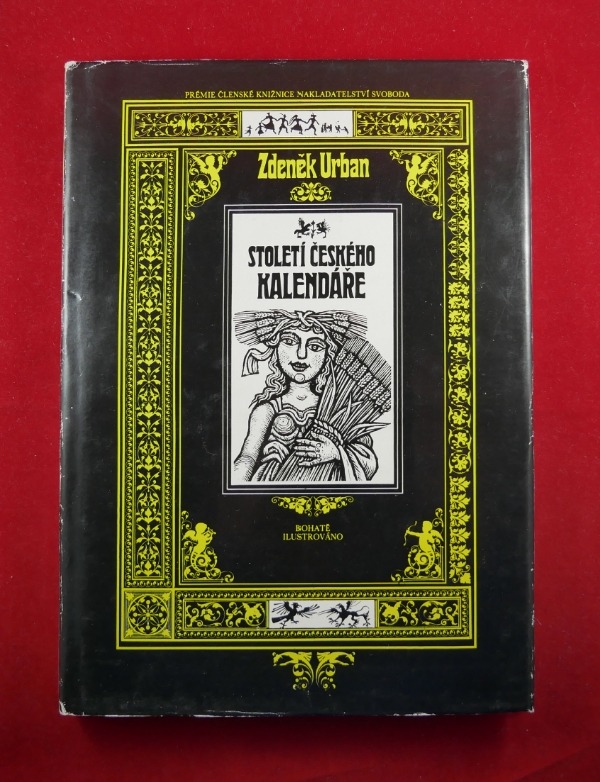 PRÉMIE ČLENSKÉ KNIŽNICE NAKLADATELSTVÍ SVOBODA
Zdeněk Urban
STOLETÍ ČESKÉHO
KALENDÁŘE
BOHATĚ
ILUSTROVÁNO